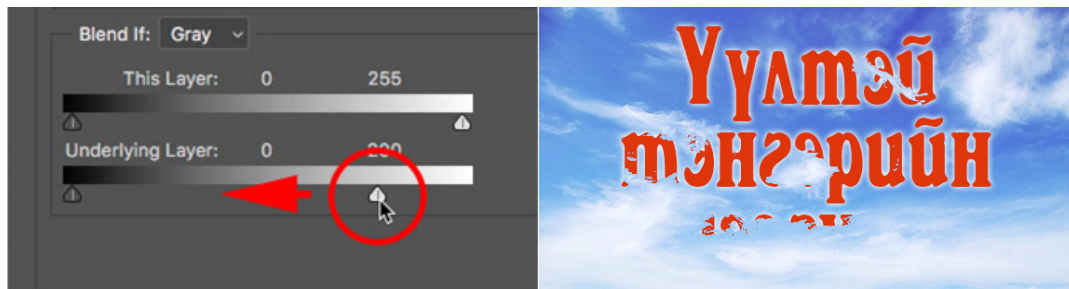 Blend If: Gray
This Layer: 0 255
Underlying Layer: 0 200
Үүлтэй
тэнгэрийн